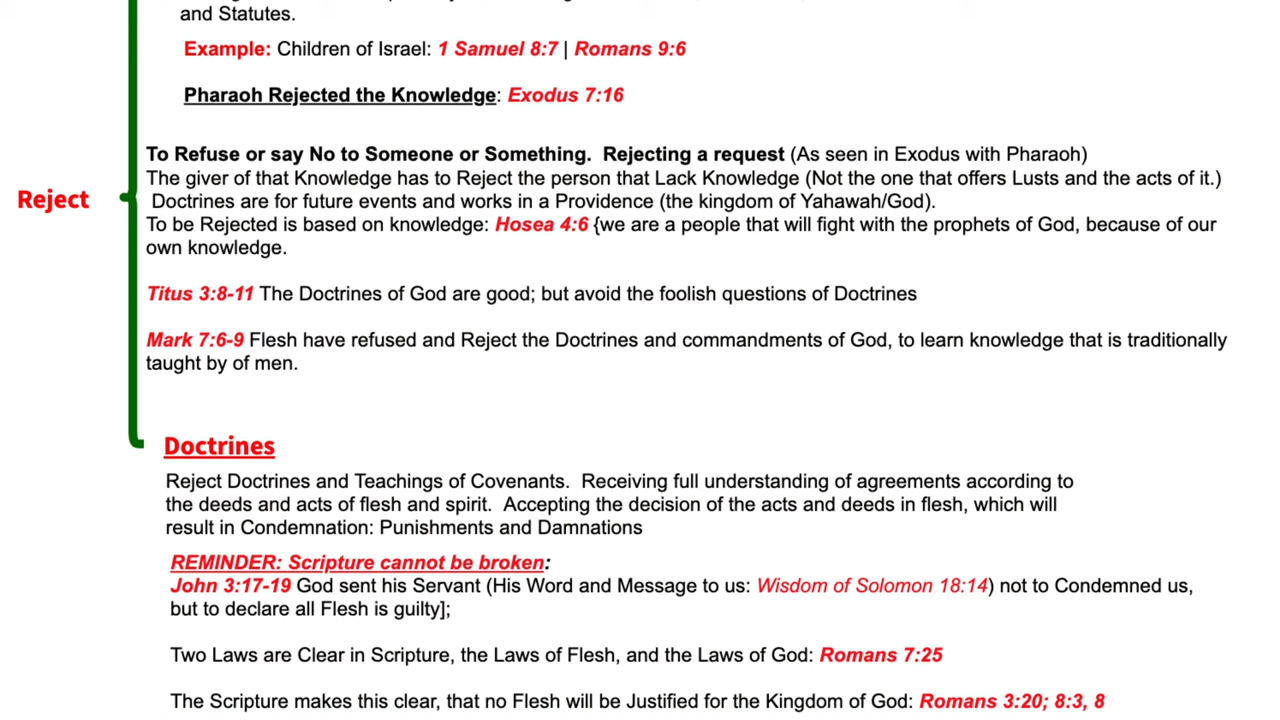 and Statutes.
Example: Children of Israel: 1 Samuel 8:7 | Romans 9:6
Pharaoh Rejected the Knowledge: Exodus 7:16
To Refuse or say No to Someone or Something.  Rejecting a request (As seen in Exodus with Pharaoh)
The giver of that Knowledge has to Reject the person that Lack Knowledge (Not the one that offers Lusts and the acts of it.)
Reject
Doctrines are for future events and works in a Providence (the kingdom of Yahawah/God).
To be Rejected is based on knowledge: Hosea 4:6 {we are a people that will fight with the prophets of God, because of our
own knowledge.
Titus 3:8-11 The Doctrines of God are good; but avoid the foolish questions of Doctrines
Mark 7:6-9 Flesh have refused and Reject the Doctrines and commandments of God, to learn knowledge that is traditionally
taught by of men.
Doctrines
Reject Doctrines and Teachings of Covenants.  Receiving full understanding of agreements according to
the deeds and acts of flesh and spirit.  Accepting the decision of the acts and deeds in flesh, which will
result in Condemnation: Punishments and Damnations
REMINDER: Scripture cannot be broken:
John 3:17-19 God sent his Servant (His Word and Message to us: Wisdom of Solomon 18:14) not to Condemned us,
but to declare all Flesh is guilty];
Two Laws are Clear in Scripture, the Laws of Flesh, and the Laws of God: Romans 7:25
The Scripture makes this clear, that no Flesh will be Justified for the Kingdom of God: Romans 3:20; 8:3, 8